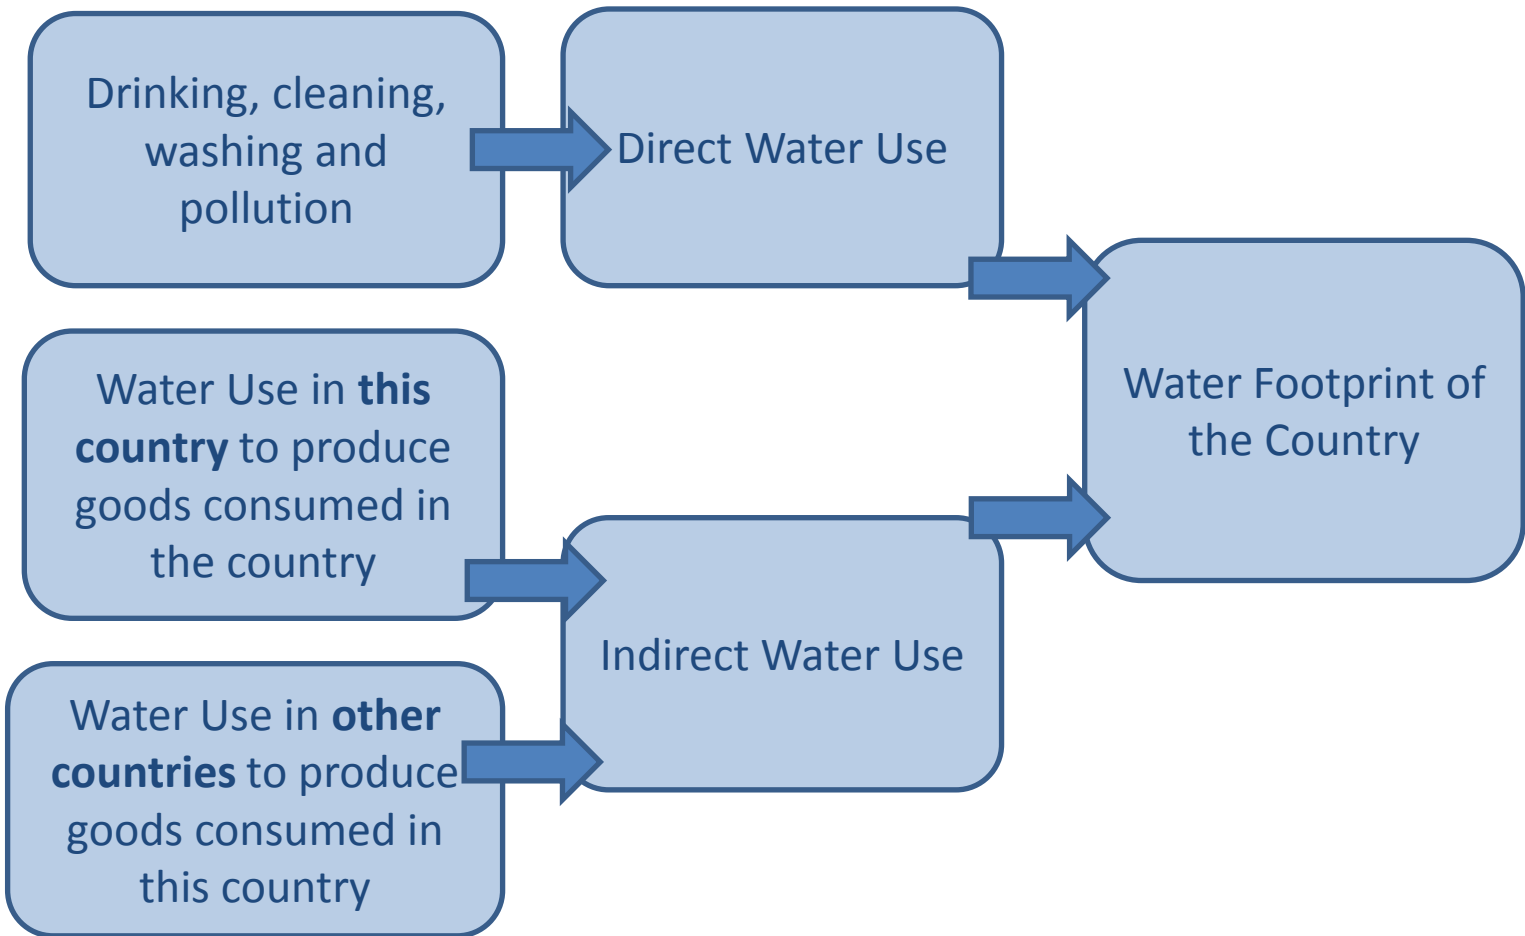 Drinking, cleaning,
washing and
pollution
Direct Water Use
Water Use in this
country to produce
goods consumed in
the country
Water Use in other
countries to produce
goods consumed in
this country
Indirect Water Use
Water Footprint of
the Country